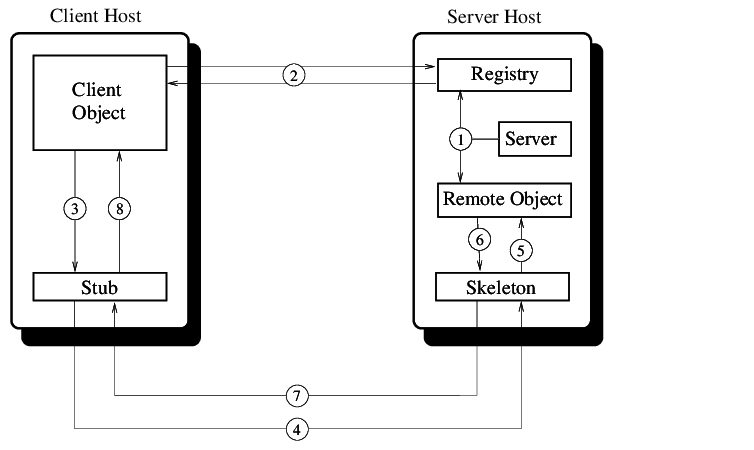 Client Host
Server Host
Client
Object
2
Registry
1
Server
3
8
Remote Object
6
5
Stub
Skeleton
7
4